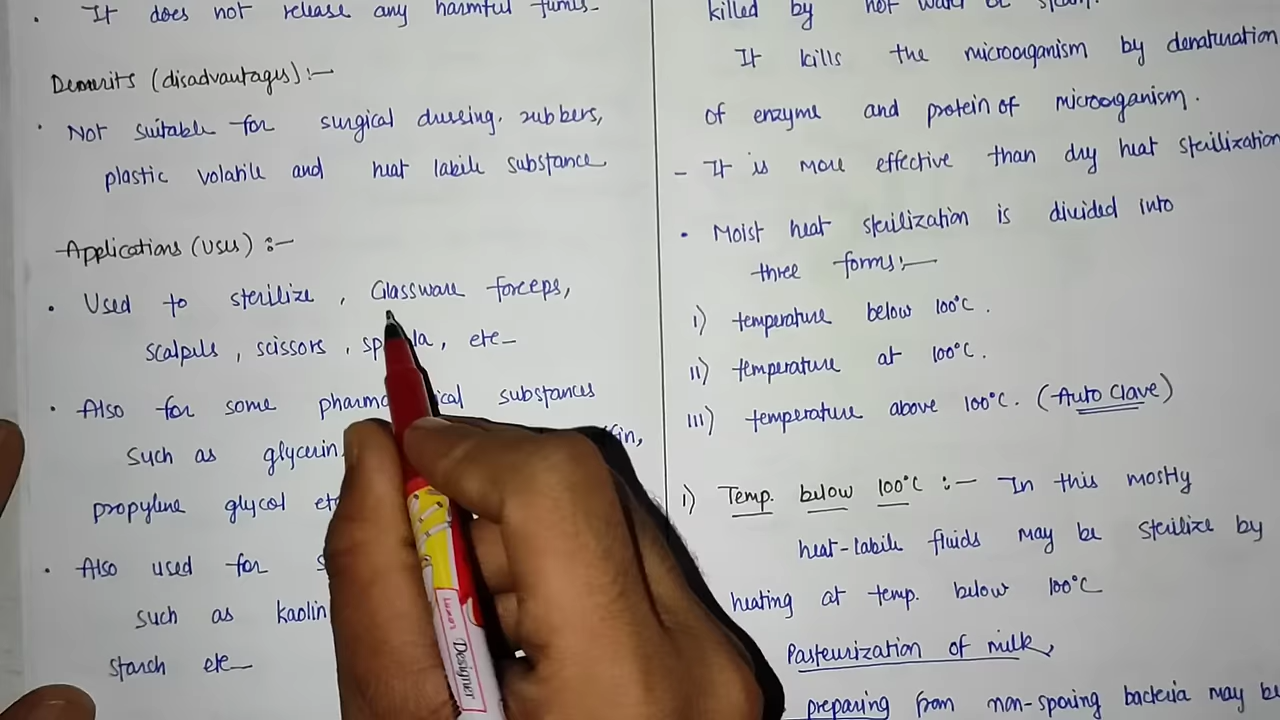 It does not release any harmful fumes-
Demerits (disadvantages) :-
Not suitable for surgical dressing. rubbers,
plastic volatile and heat labile substance
Applications (uses) :-
Used to sterilize, Glassware forceps,
scalpels, scissors, etc-
Also for some substances
such as glycerin
propylene glycol etc
Also used for
such as kaolin
starch etc-
killed by hot water or steam.
It kills the microorganism by denaturation
of enzyme and protein of microorganism.
- It is more effective than dry heat sterilization
• Moist heat sterilization is divided into
three forms:-
i) temperature below 100°C.
ii) temperature at 100°C.
iii) temperature above 100°C. (Auto Clave)
i) Temp. below 100°C :- In this mostly
heat-labile fluids may be sterilize by
heating at temp. below 100°C
Pasteurization of milk,
preparing from non-sporing bacteria may be
Luxor Designer